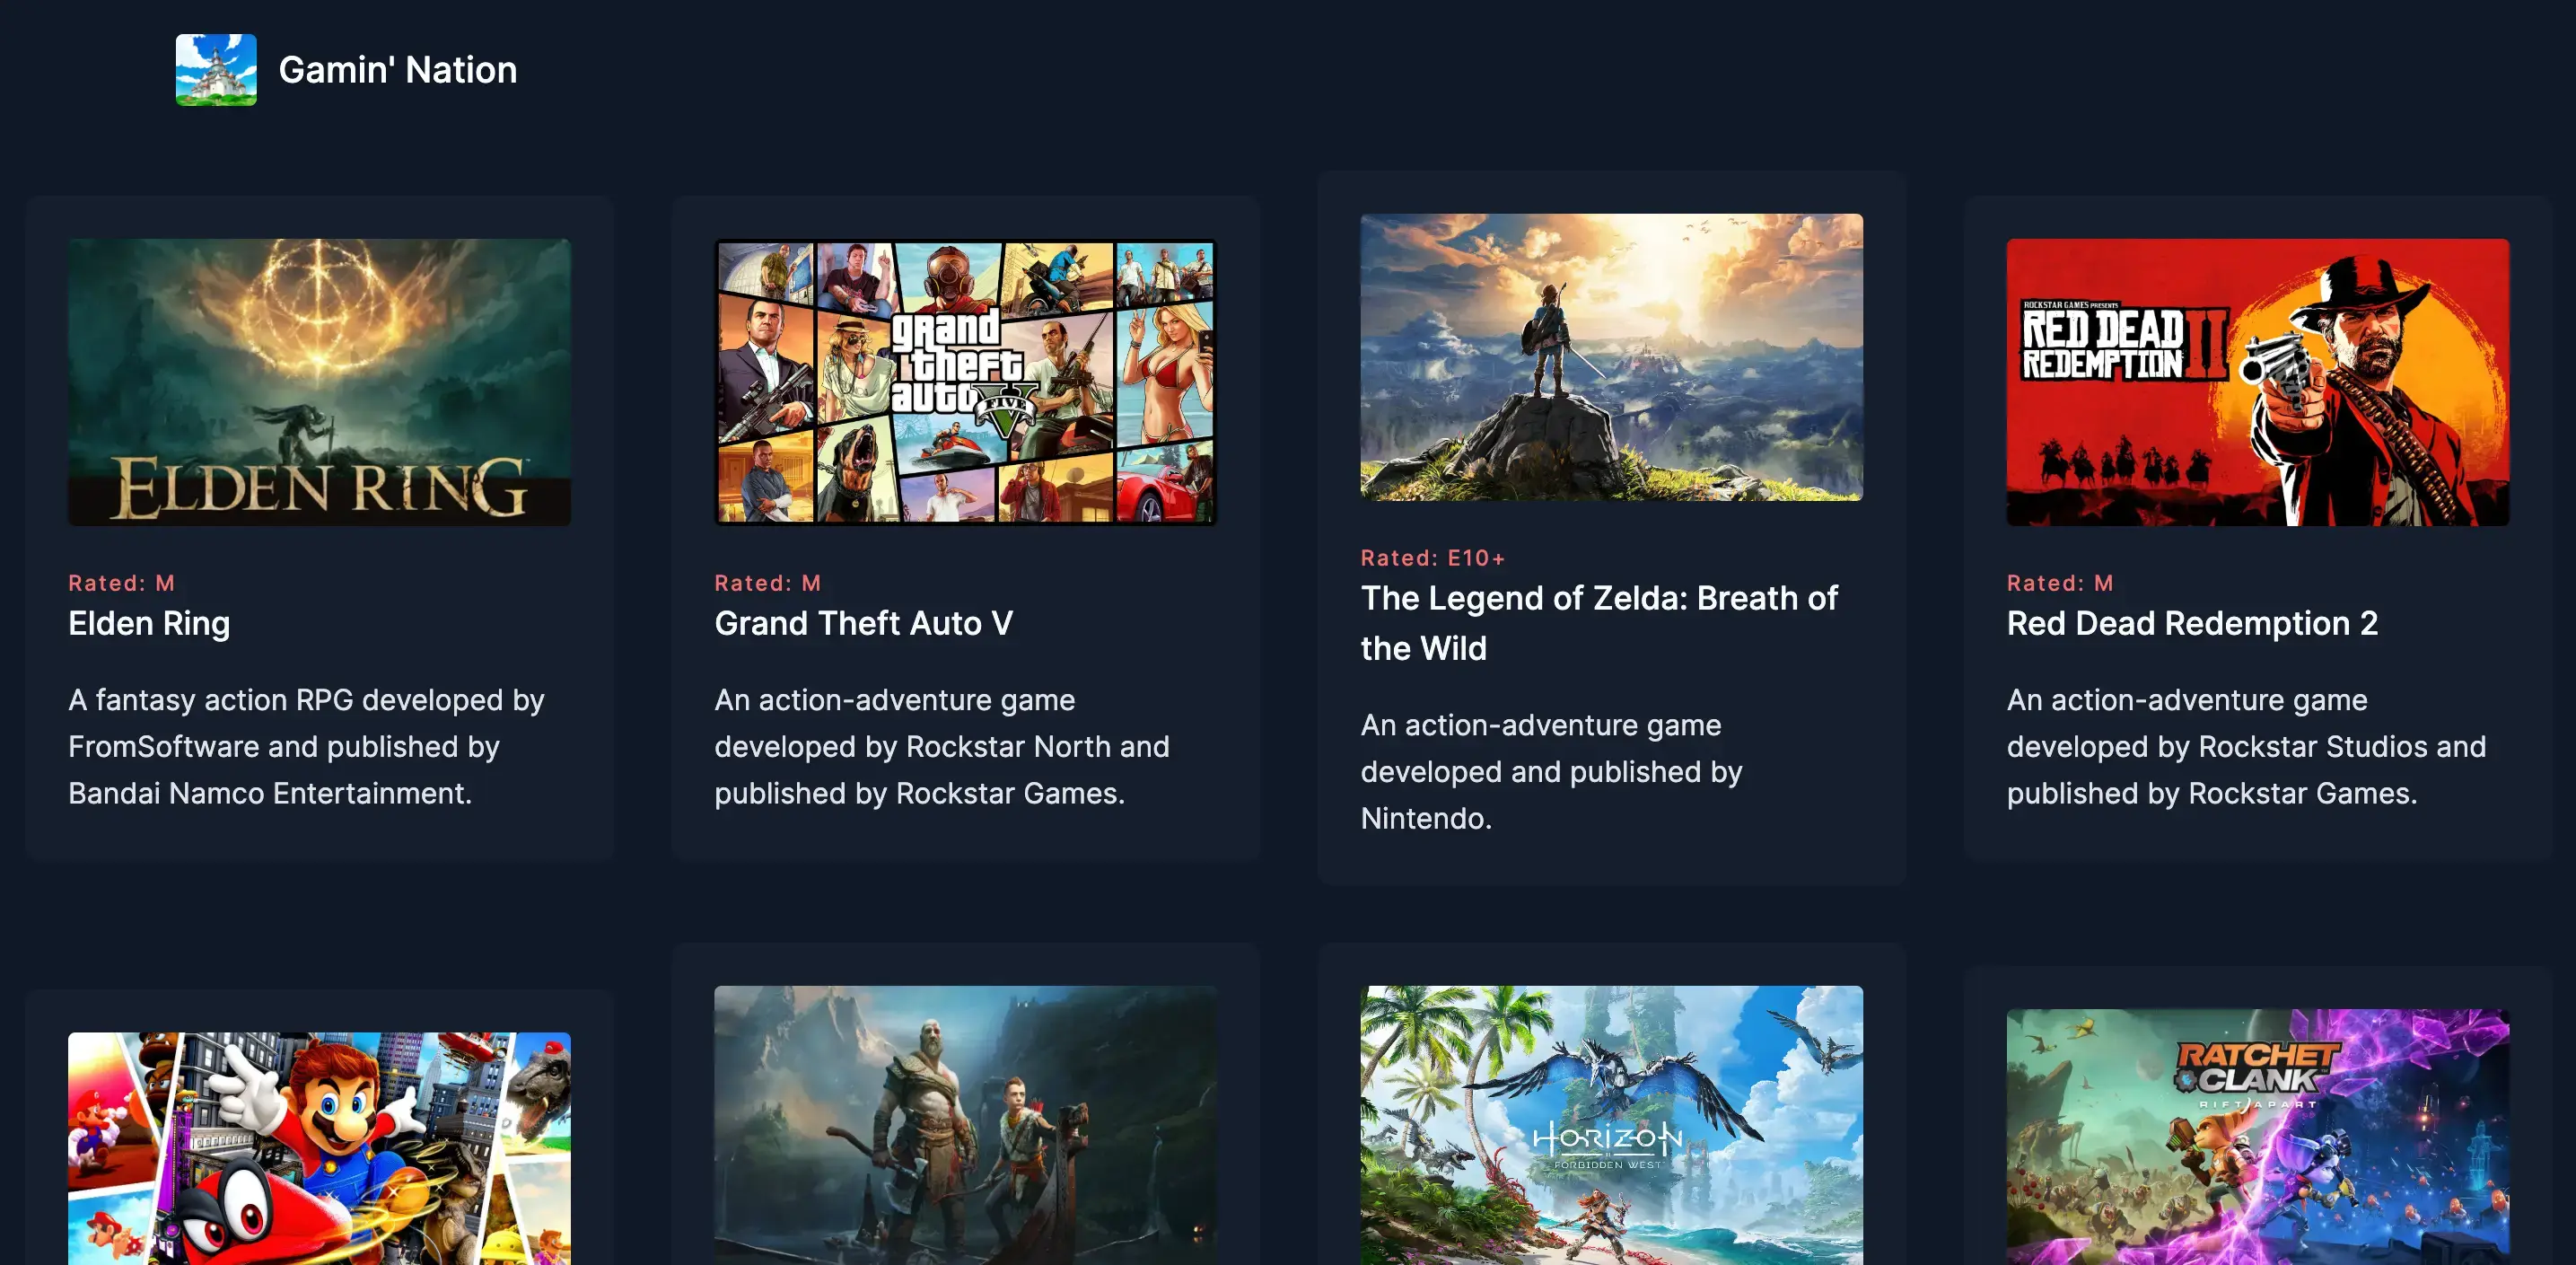 Gamin' Nation
ELDEN RING
Rated: M
Elden Ring
A fantasy action RPG developed by
FromSoftware and published by
Bandai Namco Entertainment.
grand
theft
auto
FIVE
Rated: M
Grand Theft Auto V
An action-adventure game
developed by Rockstar North and
published by Rockstar Games.
Rated: E10+
The Legend of Zelda: Breath of
the Wild
An action-adventure game
developed and published by
Nintendo.
ROCKSTAR GAMES PRESENTS
RED DEAD
REDEMPTION II
Rated: M
Red Dead Redemption 2
An action-adventure game
developed by Rockstar Studios and
published by Rockstar Games.
HORIZON
FORBIDDEN WEST
RATCHET
CLANK
RIFT APART